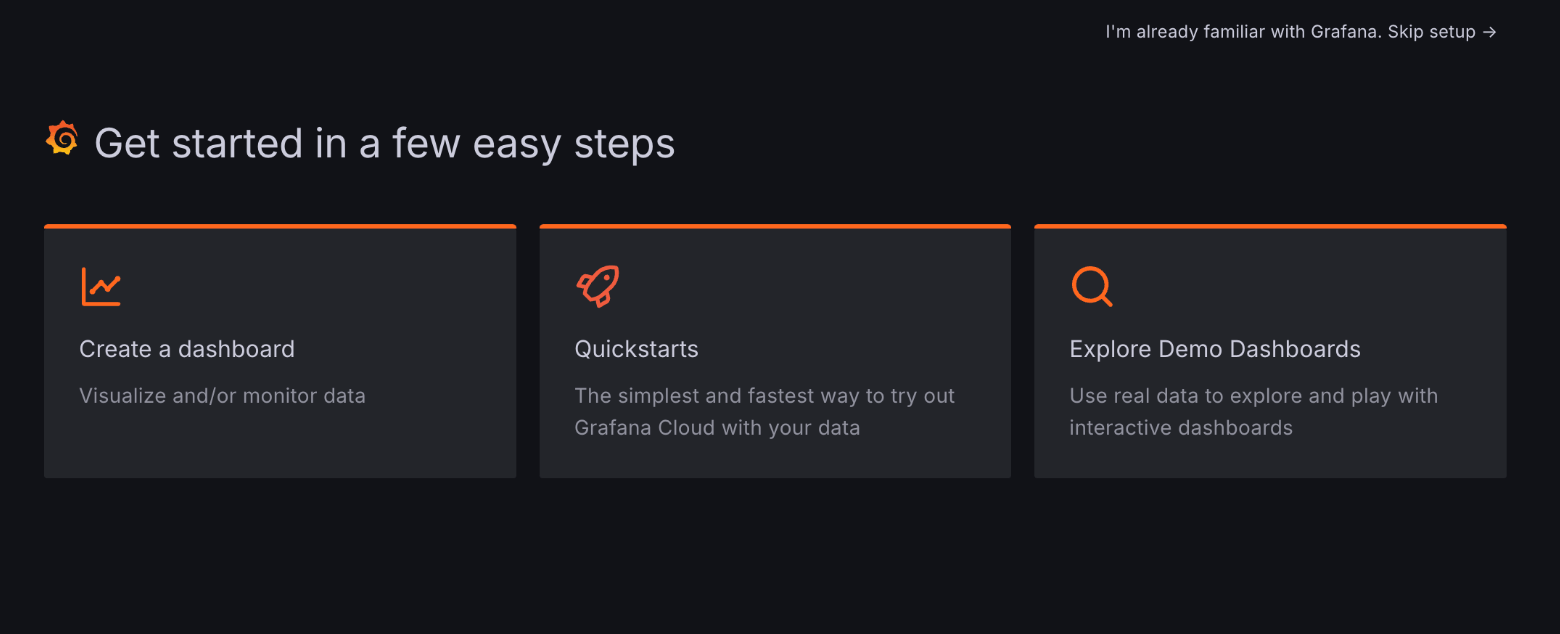 I'm already familiar with Grafana. Skip setup →
Get started in a few easy steps
Create a dashboard
Visualize and/or monitor data
Quickstarts
The simplest and fastest way to try out
Grafana Cloud with your data
Explore Demo Dashboards
Use real data to explore and play with
interactive dashboards